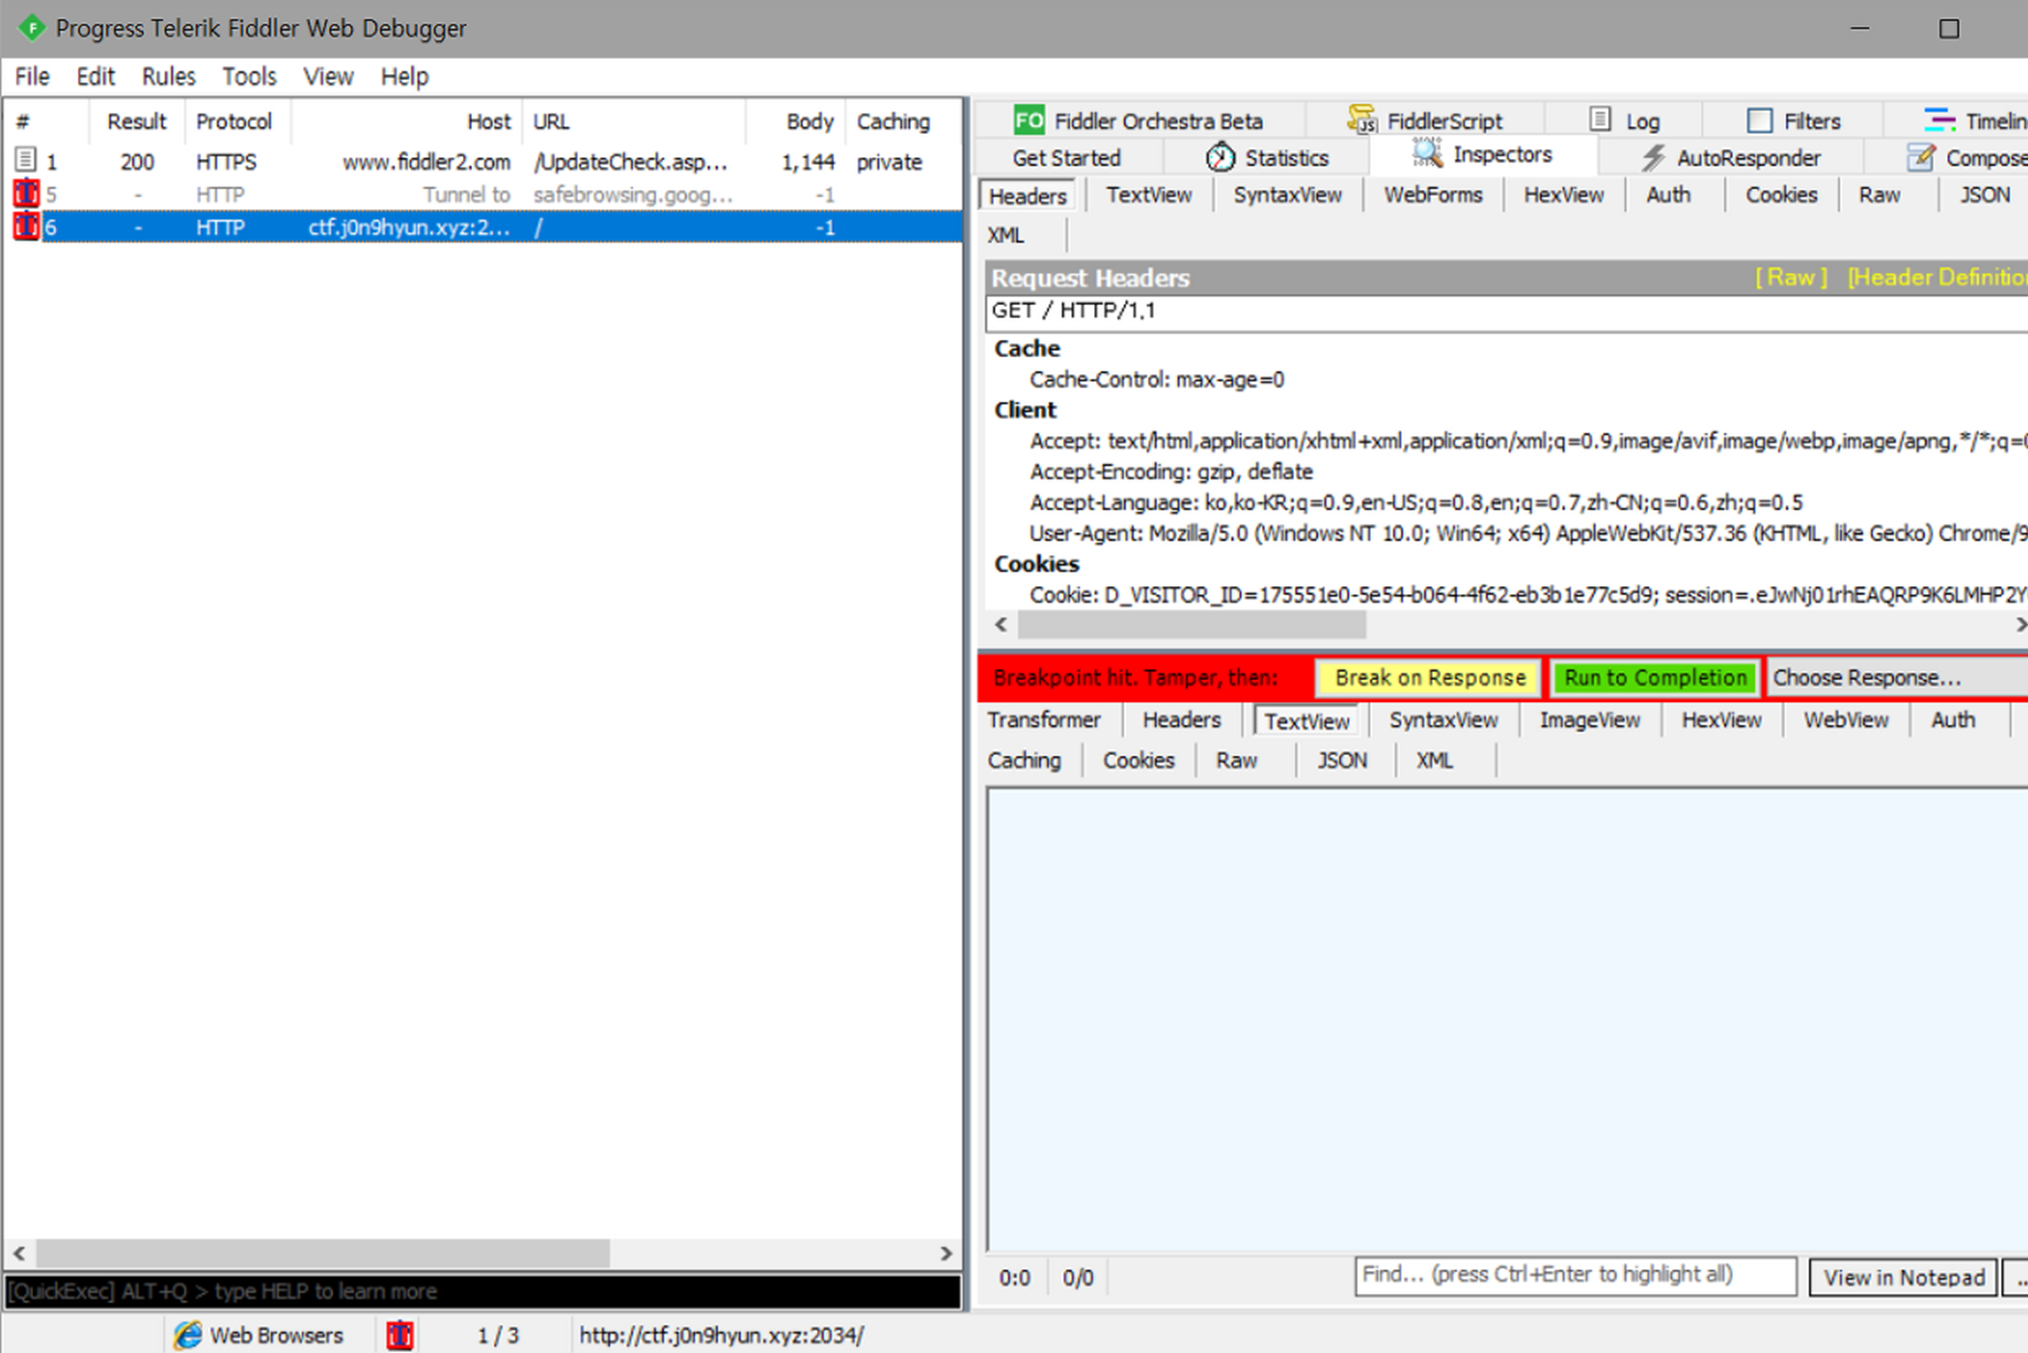 Progress Telerik Fiddler Web Debugger
File Edit Rules Tools View Help
# Result Protocol Host URL Body Caching
1 200 HTTPS www.fiddler2.com /UpdateCheck.asp... 1,144 private
5 - HTTP Tunnel to safebrowsing.goog... -1
6 - HTTP ctf.j0n9hyun.xyz:2... / -1
FO Fiddler Orchestra Beta FiddlerScript Log Filters Timelin
Get Started Statistics Inspectors AutoResponder Compose
Headers TextView SyntaxView WebForms HexView Auth Cookies Raw JSON
XML
Request Headers [ Raw ] [Header Definitio
GET / HTTP/1.1
Cache
Cache-Control: max-age=0
Client
Accept: text/html,application/xhtml+xml,application/xml;q=0.9,image/avif,image/webp,image/apng,*/*;q=
Accept-Encoding: gzip, deflate
Accept-Language: ko,ko-KR;q=0.9,en-US;q=0.8,en;q=0.7,zh-CN;q=0.6,zh;q=0.5
User-Agent: Mozilla/5.0 (Windows NT 10.0; Win64; x64) AppleWebKit/537.36 (KHTML, like Gecko) Chrome/9
Cookies
Cookie: D_VISITOR_ID=175551e0-5e54-b064-4f62-eb3b1e77c5d9; session=.eJwNj01rhEAQRP9K6LMHP2Y
Breakpoint hit. Tamper, then: Break on Response Run to Completion Choose Response...
Transformer Headers TextView SyntaxView ImageView HexView WebView Auth
Caching Cookies Raw JSON XML
0:0 0/0 Find... (press Ctrl+Enter to highlight all) View in Notepad ...
[QuickExec] ALT+Q > type HELP to learn more
Web Browsers 1 / 3 http://ctf.j0n9hyun.xyz:2034/